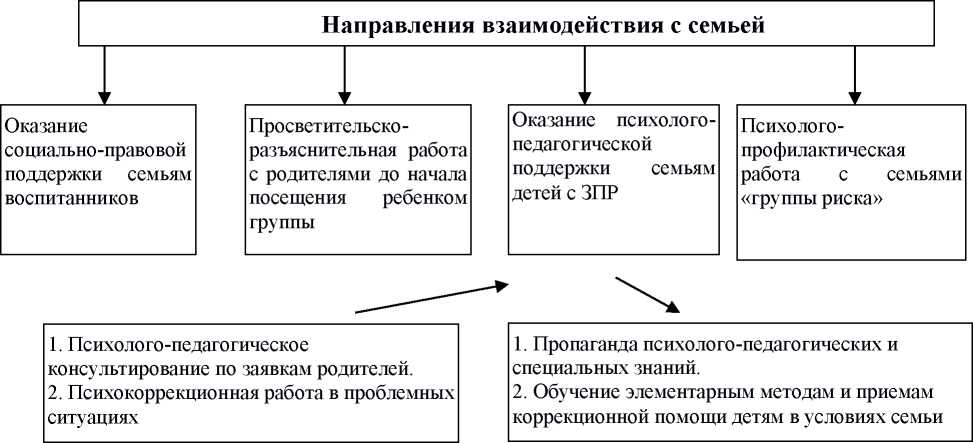 Направления взаимодействия с семьей
Оказание
социально-правовой
поддержки семьям
воспитанников
Просветительско-
разъяснительная работа
с родителями до начала
посещения ребенком
группы
Оказание психолого-
педагогической
поддержки семьям
детей с ЗПР
Психолого-
профилактическая
работа с семьями
«группы риска»
1. Психолого-педагогическое
консультирование по заявкам родителей.
2. Психокоррекционная работа в проблемных
ситуациях
1. Пропаганда психолого-педагогических и
специальных знаний.
2. Обучение элементарным методам и приемам
коррекционной помощи детям в условиях семьи